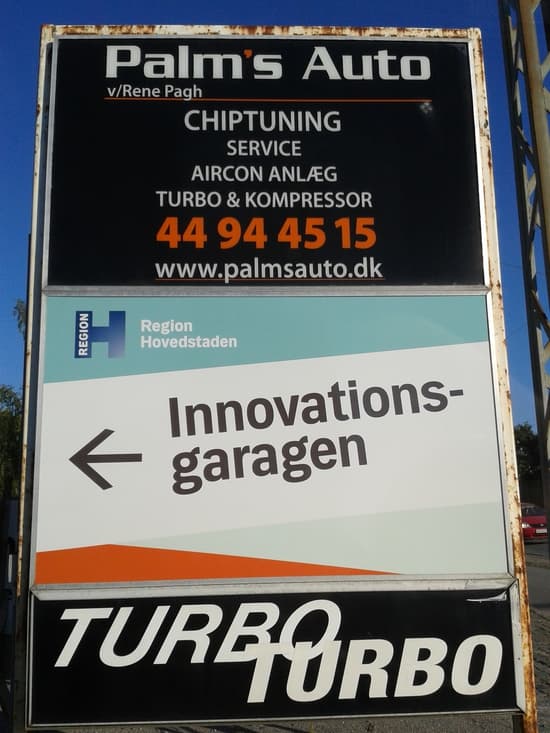 Palm's Auto
v/Rene Pagh
CHIPTUNING
SERVICE
AIRCON ANLÆG
TURBO & KOMPRESSOR
44 94 45 15
www.palmsauto.dk
REGION H
Region
Hovedstaden
Innovations-
garagen
TURBO
TURBO